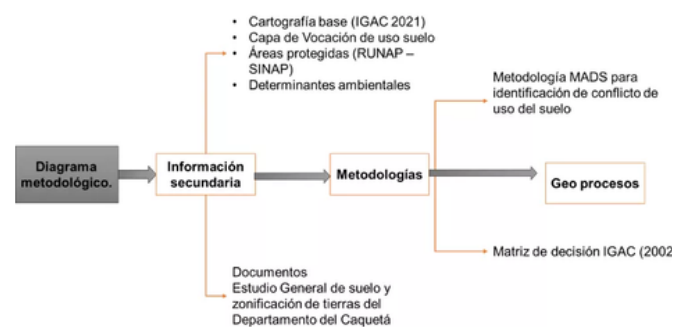 • Cartografía base (IGAC 2021)
• Capa de Vocación de uso suelo
• Áreas protegidas (RUNAP –
SINAP)
• Determinantes ambientales
Metodología MADS para
identificación de conflicto de
uso del suelo
Diagrama
metodológico.
Información
secundaria
Metodologías
Geo procesos
Matriz de decisión IGAC (2002
Documentos
Estudio General de suelo y
zonificación de tierras del
Departamento del Caquetá